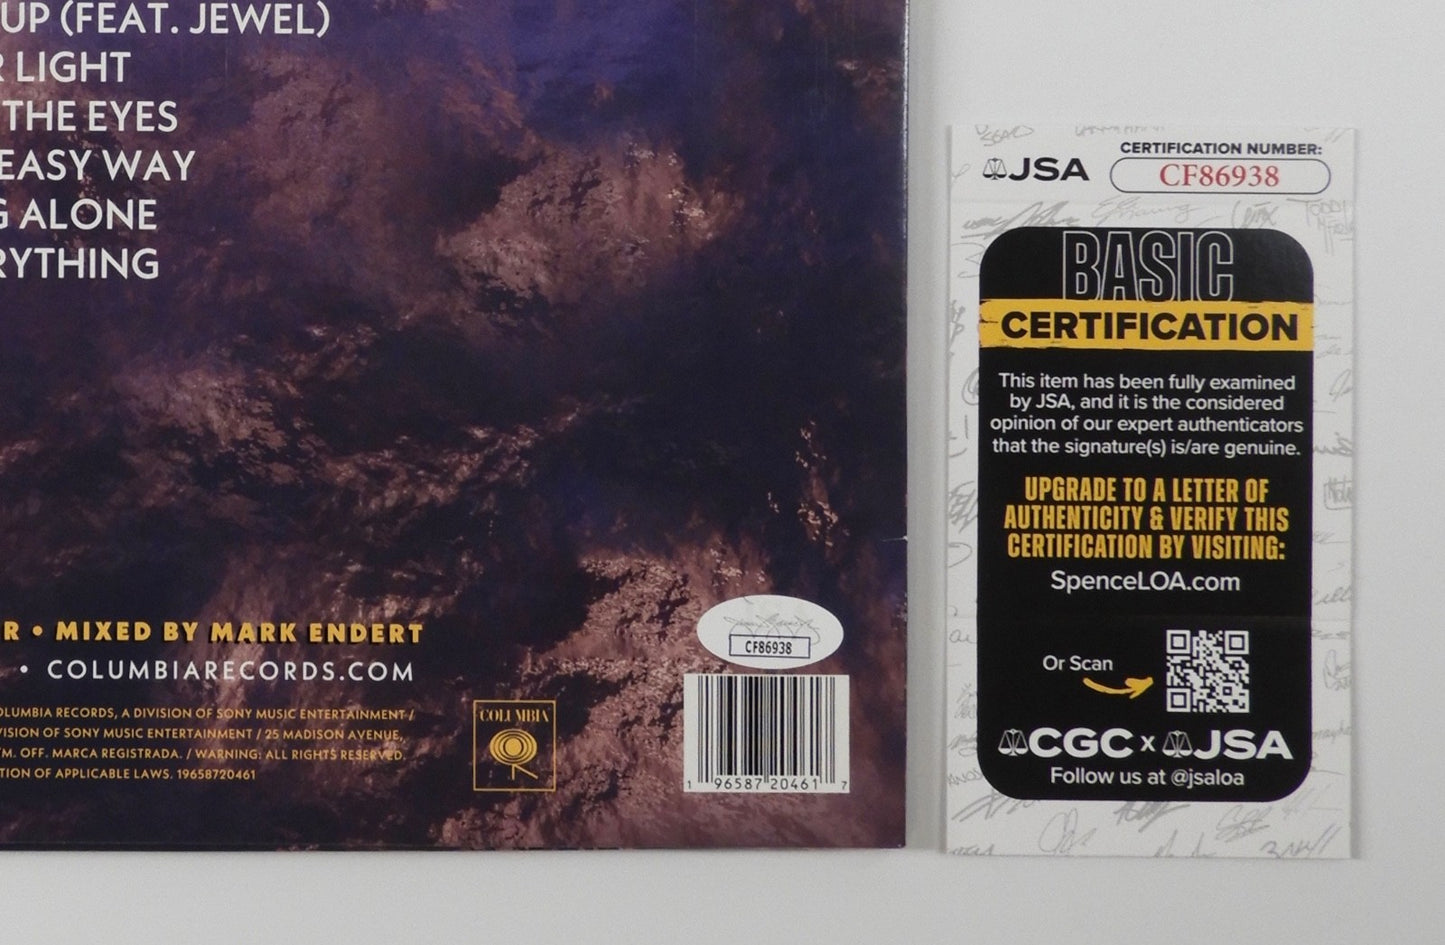 UP (FEAT. JEWEL)
R LIGHT
THE EYES
EASY WAY
G ALONE
RYTHING
R • MIXED BY MARK ENDERT
• COLUMBIARECORDS.COM
OLUMBIA RECORDS, A DIVISION OF SONY MUSIC ENTERTAINMENT /
VISION OF SONY MUSIC ENTERTAINMENT / 25 MADISON AVENUE,
TM. OFF. MARCA REGISTRADA. / WARNING: ALL RIGHTS RESERVED.
TION OF APPLICABLE LAWS. 19658720461
COLUMBIA
CF86938
1 96587 20461 7
JSA
CERTIFICATION NUMBER:
CF86938
BASIC
CERTIFICATION
This item has been fully examined
by JSA, and it is the considered
opinion of our expert authenticators
that the signature(s) is/are genuine.
UPGRADE TO A LETTER OF
AUTHENTICITY & VERIFY THIS
CERTIFICATION BY VISITING:
SpenceLOA.com
Or Scan
CGC x JSA
Follow us at @jsaloa